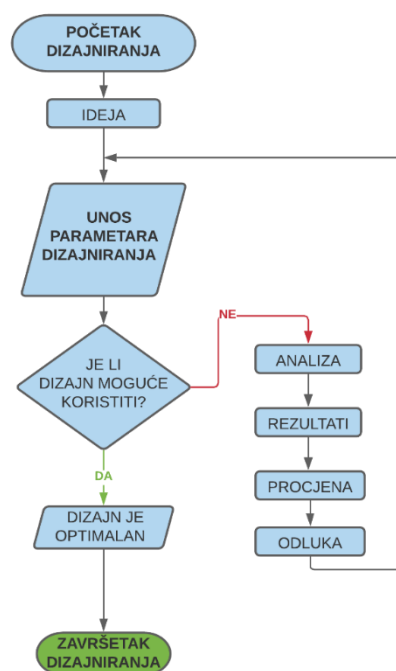 POČETAK
DIZAJNIRANJA
IDEJA
UNOS
PARAMETARA
DIZAJNIRANJA
JE LI
DIZAJN MOGUĆE
KORISTITI?
NE
ANALIZA
REZULTATI
PROCJENA
ODLUKA
DA
DIZAJN JE
OPTIMALAN
ZAVRŠETAK
DIZAJNIRANJA